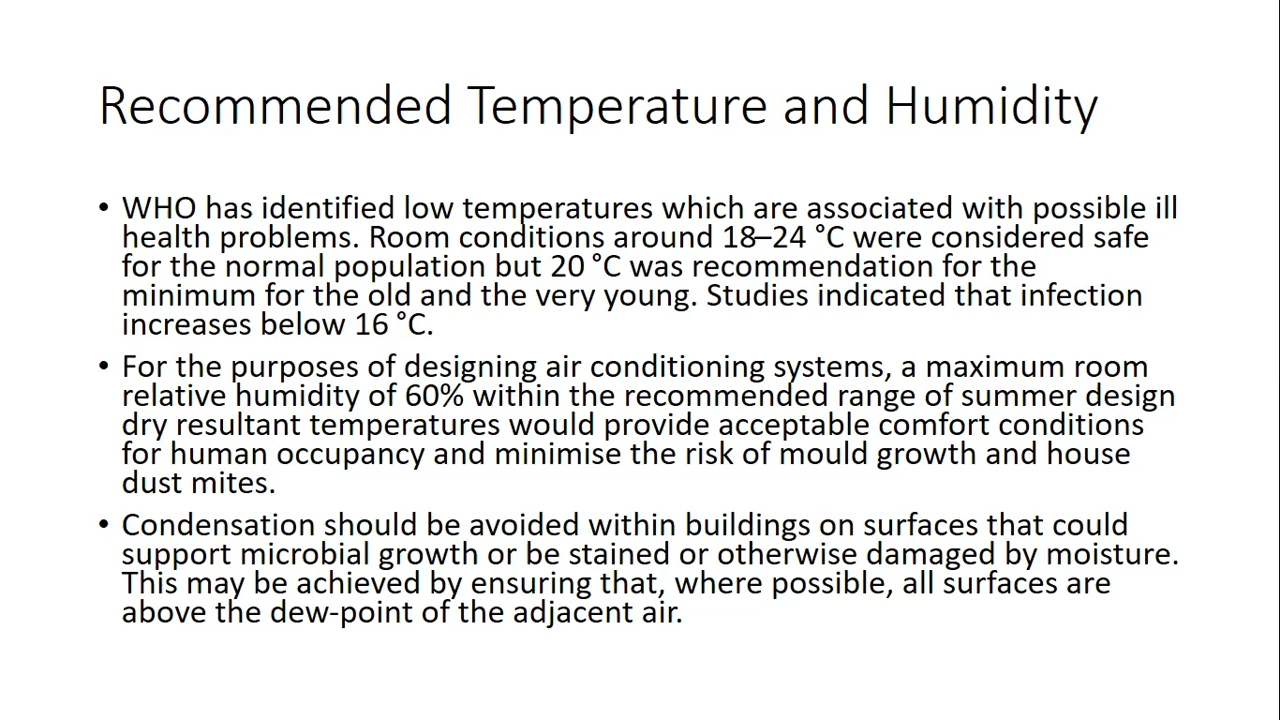 Recommended Temperature and Humidity
• WHO has identified low temperatures which are associated with possible ill
health problems. Room conditions around 18–24 °C were considered safe
for the normal population but 20 °C was recommendation for the
minimum for the old and the very young. Studies indicated that infection
increases below 16 °C.
• For the purposes of designing air conditioning systems, a maximum room
relative humidity of 60% within the recommended range of summer design
dry resultant temperatures would provide acceptable comfort conditions
for human occupancy and minimise the risk of mould growth and house
dust mites.
• Condensation should be avoided within buildings on surfaces that could
support microbial growth or be stained or otherwise damaged by moisture.
This may be achieved by ensuring that, where possible, all surfaces are
above the dew-point of the adjacent air.